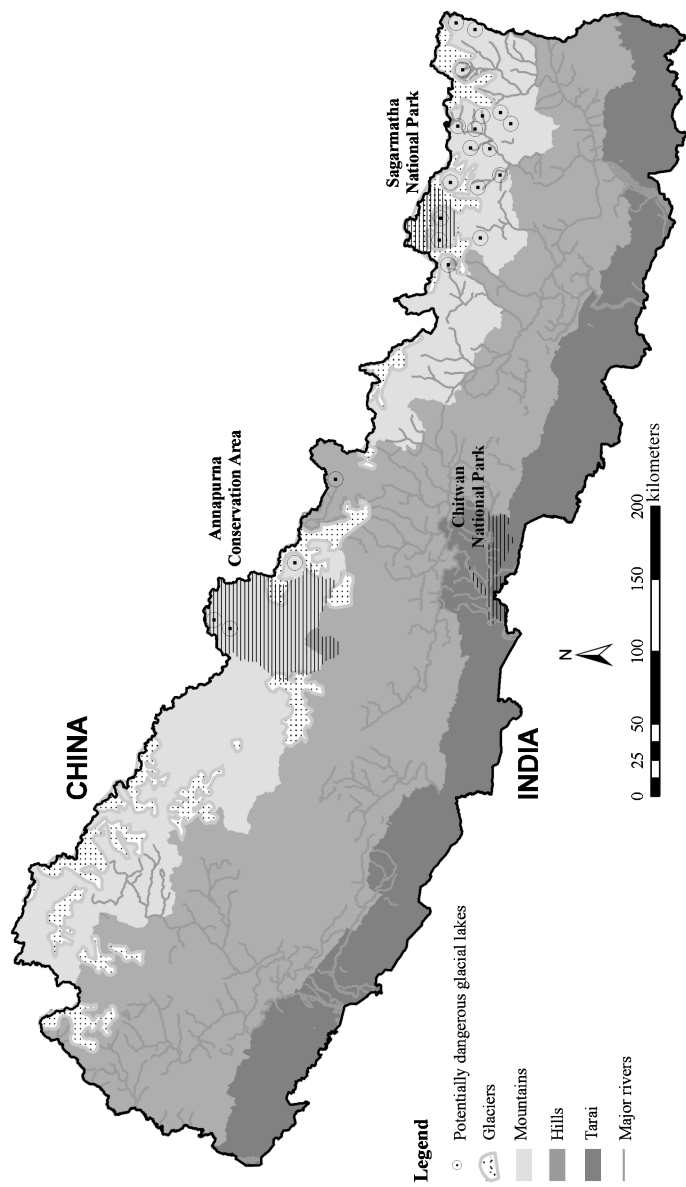 CHINA
Annapurna
Conservation Area
Sagarmatha
National Park
Chitwan
National Park
INDIA
N
0 25 50 100 150 200
kilometers
Legend
Potentially dangerous glacial lakes
Glaciers
Mountains
Hills
Tarai
Major rivers